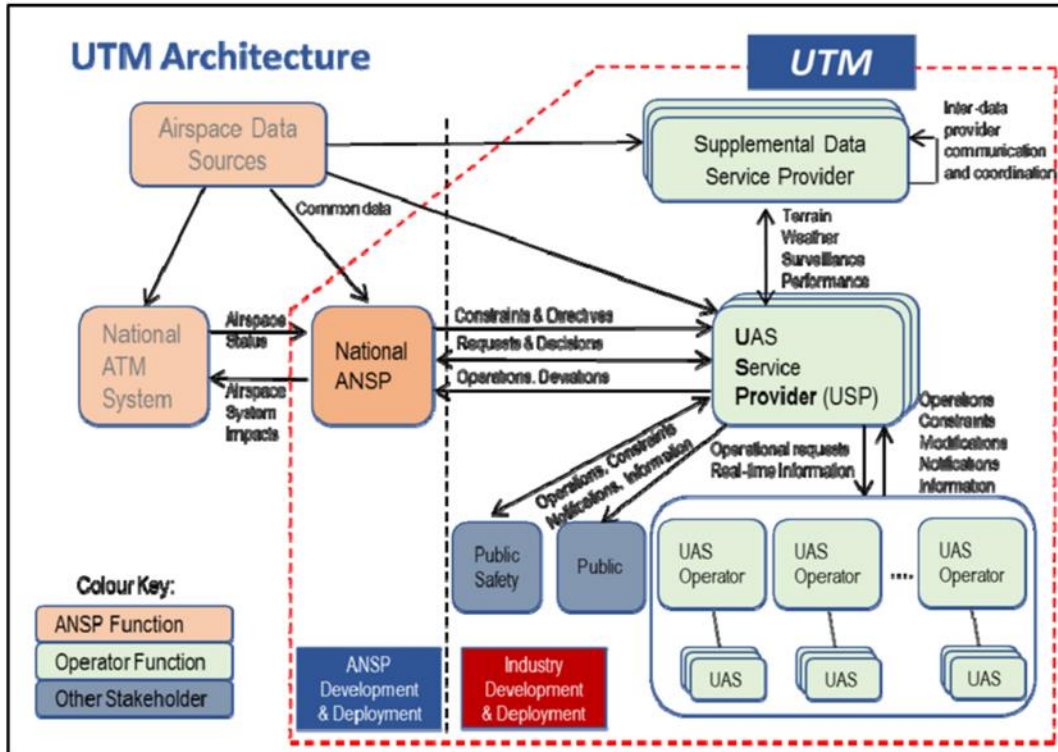 UTM Architecture
UTM
Airspace Data
Sources
Supplemental Data
Service Provider
Inter-data
provider
communication
and coordination
Common data
Terrain
Weather
Surveillance
Performance
National
ATM
System
Airspace
Status
Airspace
System
Impacts
National
ANSP
Constraints & Directives
Requests & Decisions
Operations, Deviations
UAS
Service
Provider (USP)
Operations, Constraints
Notifications, Information
Operational requests
Real-time Information
Operations
Constraints
Modifications
Notifications
Information
Public
Safety
Public
UAS
Operator
UAS
Operator
....
UAS
Operator
UAS
UAS
UAS
Colour Key:
ANSP Function
Operator Function
Other Stakeholder
ANSP
Development
& Deployment
Industry
Development
& Deployment